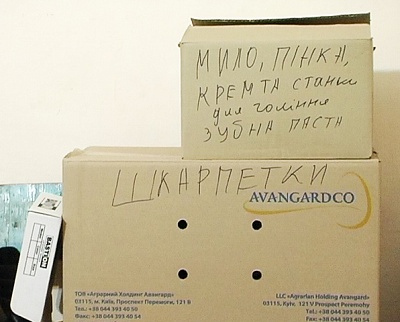 МИЛО, ПІНКА,
КРЕМ ТА станки
для гоління
ЗУБНА ПАСТА
ШКАРПЕТКИ
AVANGARDCO
ТОВ «Аграрний Холдинг Авангард»
03115, м. Київ, Проспект Перемоги, 121 В
Тел.: +38 044 393 40 50
Факс: +38 044 393 40 54
LLC «Agrarian Holding Avangard»
03115, Kyiv, 121 V Prospect Peremohy
Tel.: +38 044 393 40 50
Fax: +38 044 393 40 54
BASTION